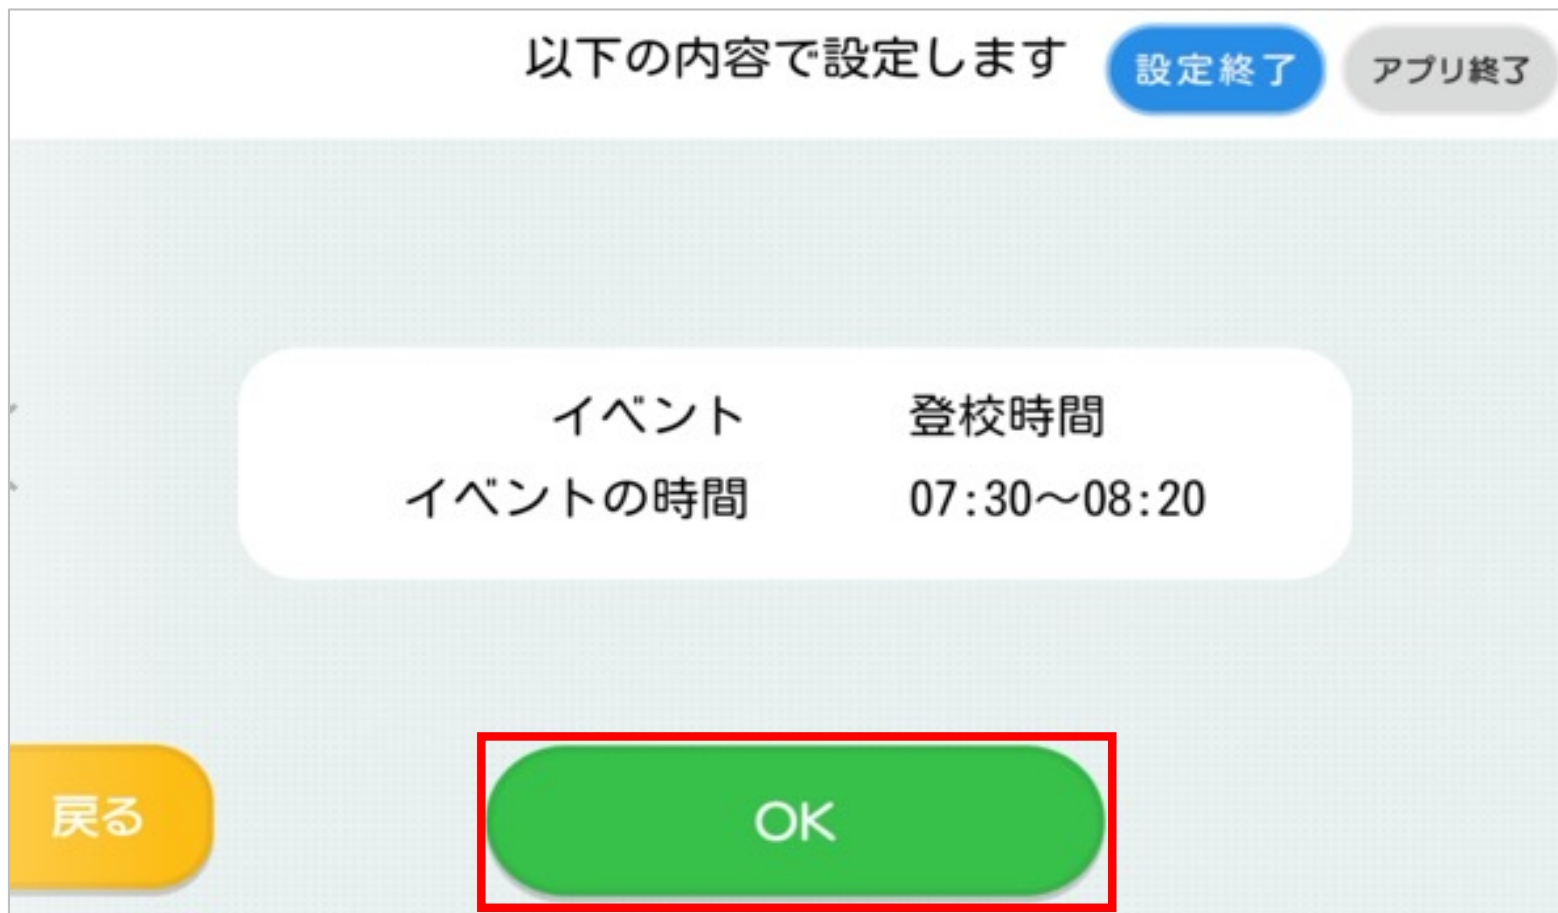 以下の内容で設定します
設定終了
アプリ終了
イベント 登校時間
イベントの時間 07:30～08:20
戻る
OK